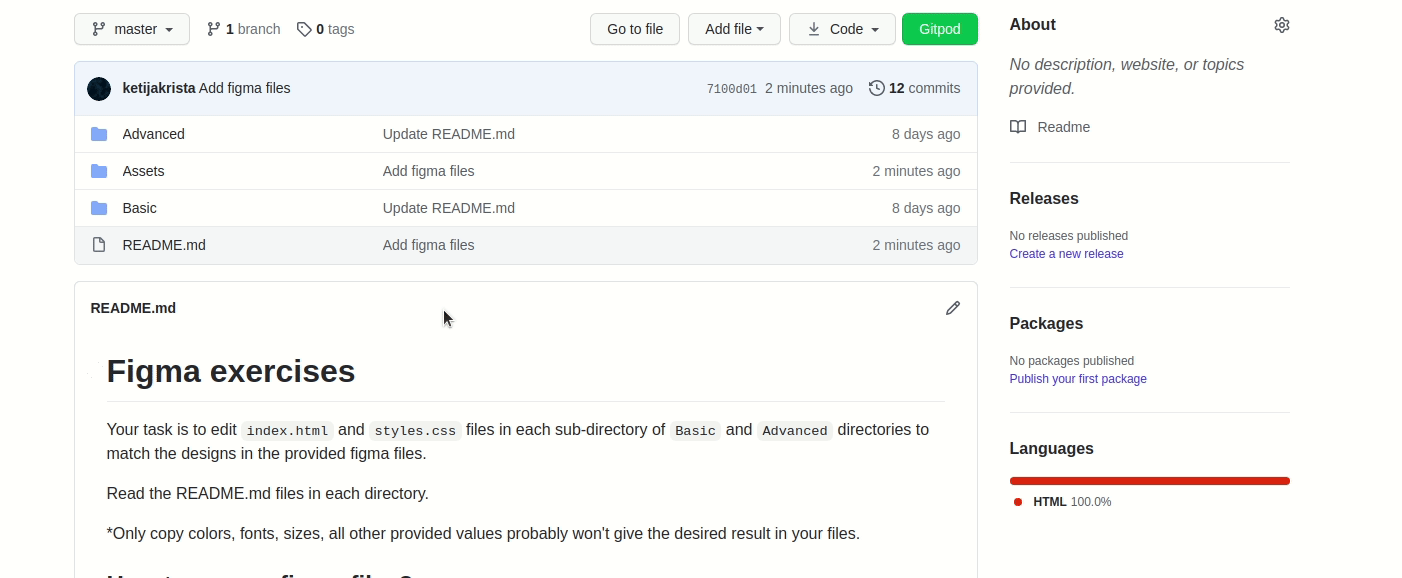 master 1 branch 0 tags Go to file Add file Code Gitpod
ketijakrista Add figma files 7100d01 2 minutes ago 12 commits
Advanced Update README.md 8 days ago
Assets Add figma files 2 minutes ago
Basic Update README.md 8 days ago
README.md Add figma files 2 minutes ago
README.md
Figma exercises
Your task is to edit index.html and styles.css files in each sub-directory of Basic and Advanced directories to
match the designs in the provided figma files.
Read the README.md files in each directory.
*Only copy colors, fonts, sizes, all other provided values probably won't give the desired result in your files.
About
No description, website, or topics
provided.
Readme
Releases
No releases published
Create a new release
Packages
No packages published
Publish your first package
Languages
HTML 100.0%